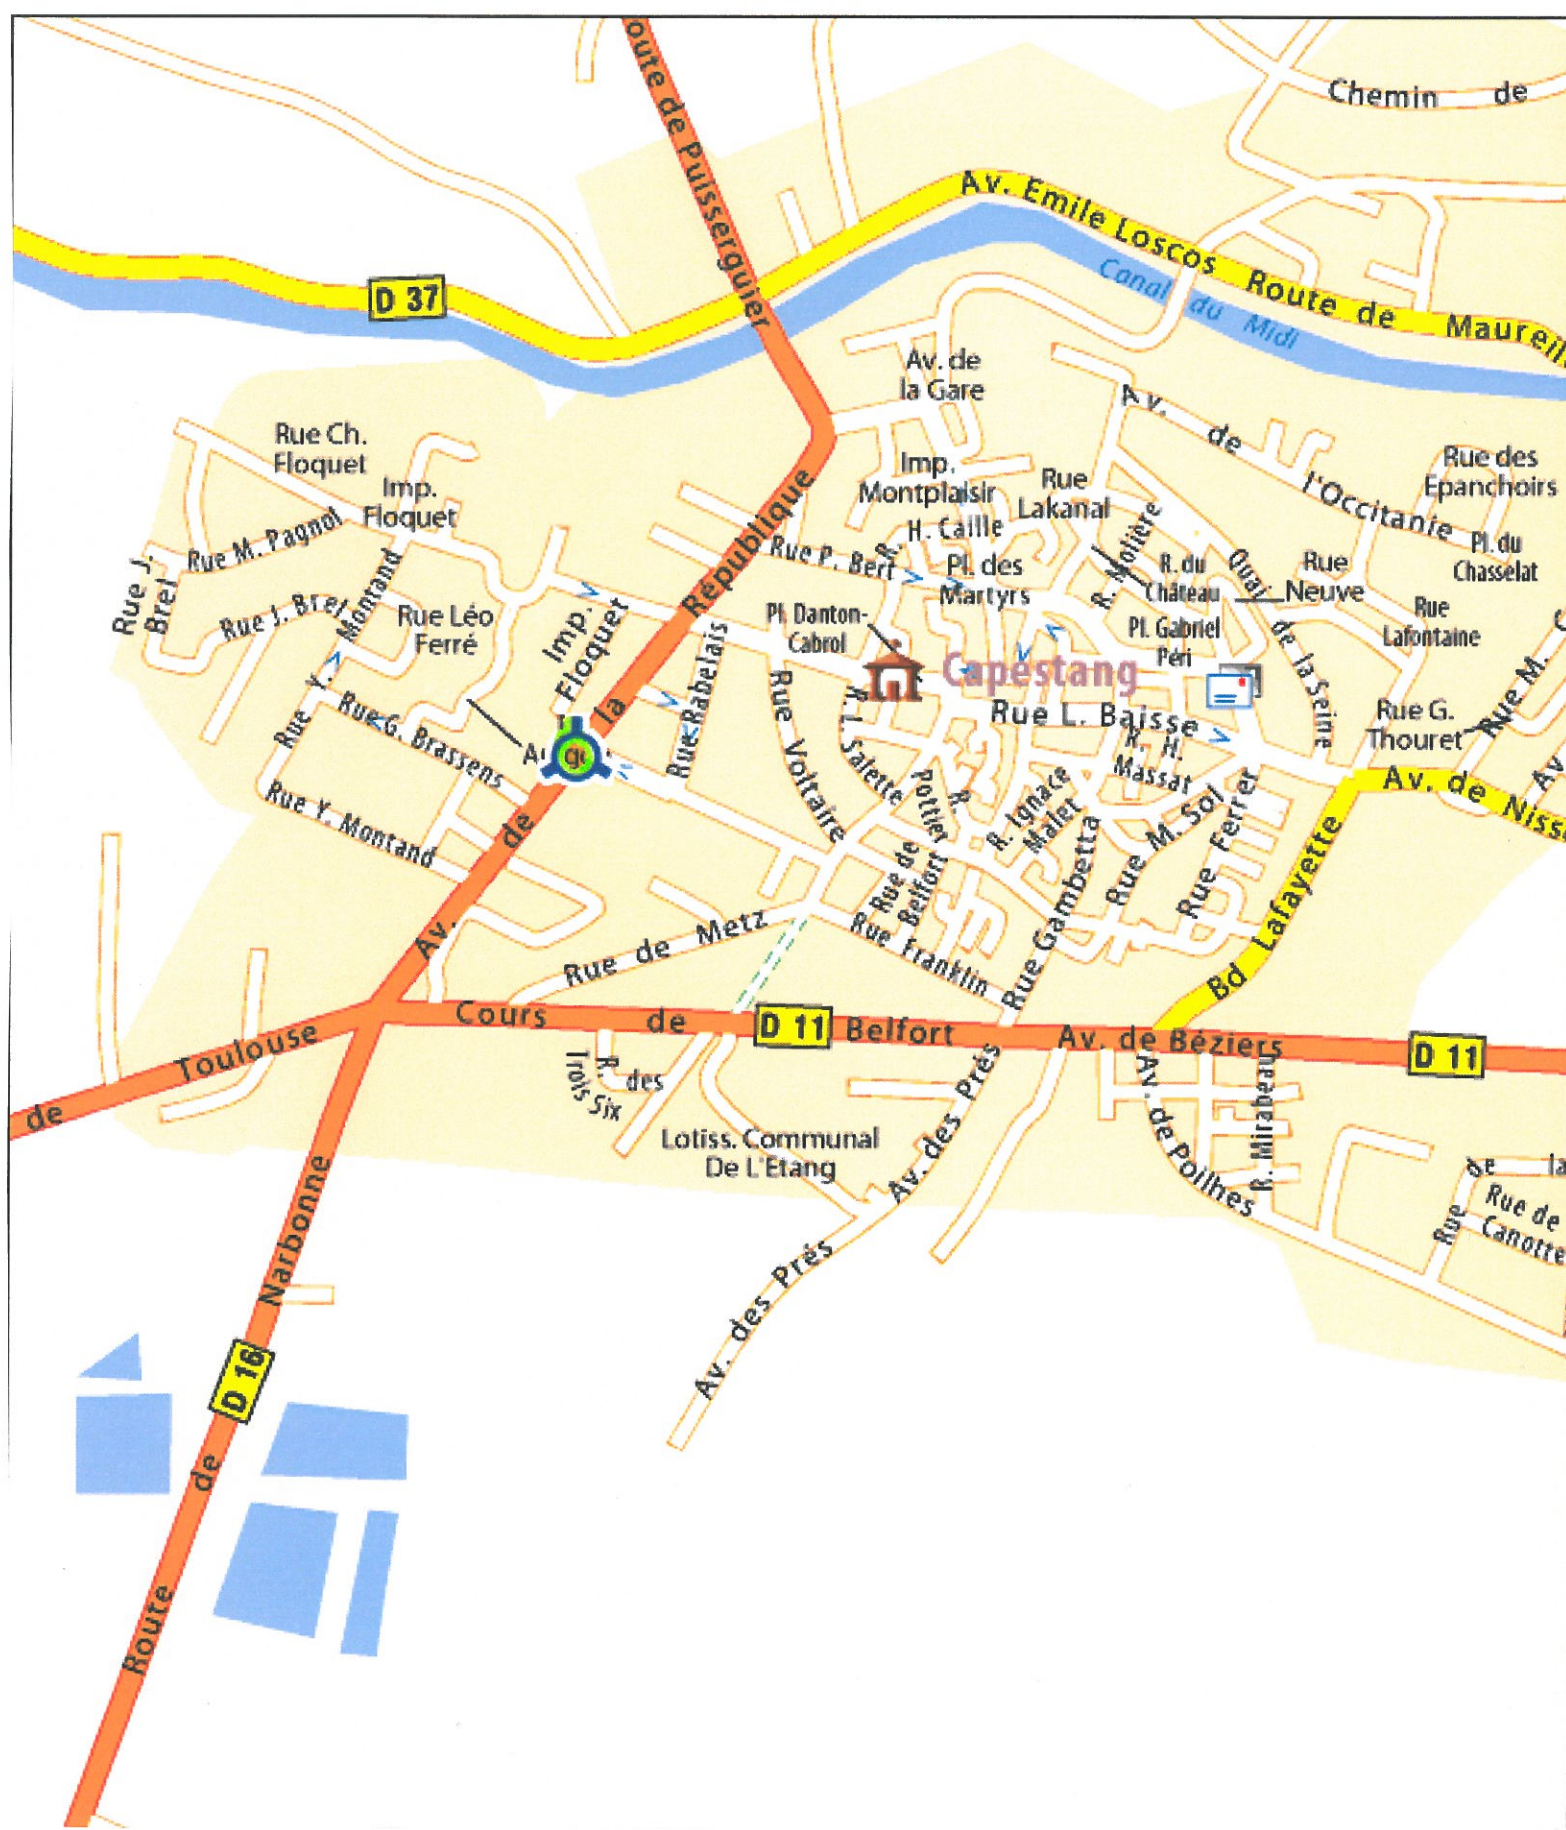 Chemin de
oute de Puisserguier
Av. Emile Loscos Route de Maureil
Canal du Midi
D 37
Av. de
la Gare
Av. de l'Occitanie
Rue Ch.
Floquet
Imp.
Floquet
Imp.
Montplaisir
Rue
Lakanal
Rue des
Epanchoirs
Rue M. Pagnol
R. H. Caille
Rue P. Bert
Pl. des
Martyrs
R. Molière
R. du
Château
Quai de la Seine
Rue
Neuve
Pl. du
Chasselat
Rue J.
Brel
Rue J. Brel
Rue Y. Montand
Rue Léo
Ferré
Imp.
Floquet
Av. de la République
Rue Rabelais
Pl. Danton-
Cabrol
Pl. Gabriel
Péri
Rue
Lafontaine
Capestang
Rue Voltaire
R. L. Salette
Rue L. Baisse
Rue G.
Thouret
Rue M.
Rue G. Brassens
R. H.
Massat
Av. de Niss
Av
Rue Y. Montand
R.
Pottier
R. Ignace
Malet
Rue M. Sol
Rue Ferrer
Bd Lafayette
Rue de
Belfort
Rue Gambetta
Rue de Metz
Rue Franklin
de Toulouse
Cours de Belfort
D 11
Av. de Béziers
D 11
R. des
Trois Six
Lotiss. Communal
De L'Etang
Av. des Prés
Av. de Poilhes
R. Mirabeau
Rue de la
Rue de
Canotte
Av. des Prés
Route de Narbonne
D 16